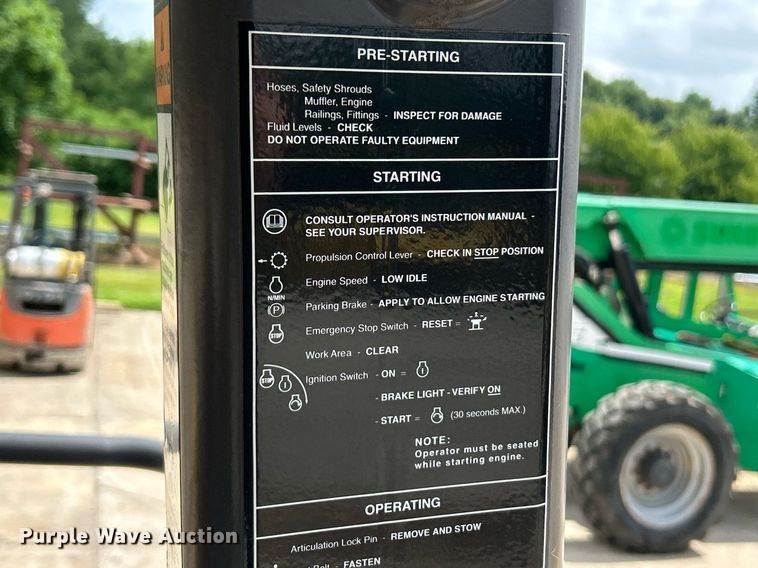 PRE-STARTING
Hoses, Safety Shrouds
Muffler, Engine
Railings, Fittings - INSPECT FOR DAMAGE
Fluid Levels - CHECK
DO NOT OPERATE FAULTY EQUIPMENT
STARTING
CONSULT OPERATOR'S INSTRUCTION MANUAL -
SEE YOUR SUPERVISOR.
Propulsion Control Lever - CHECK IN STOP POSITION
Engine Speed - LOW IDLE
N/MIN
Parking Brake - APPLY TO ALLOW ENGINE STARTING
P
Emergency Stop Switch - RESET =
STOP
Work Area - CLEAR
Ignition Switch - ON =
STOP
- BRAKE LIGHT - VERIFY ON
- START = (30 seconds MAX.)
NOTE:
Operator must be seated
while starting engine.
OPERATING
Articulation Lock Pin - REMOVE AND STOW
Belt - FASTEN
Purple Wave Auction